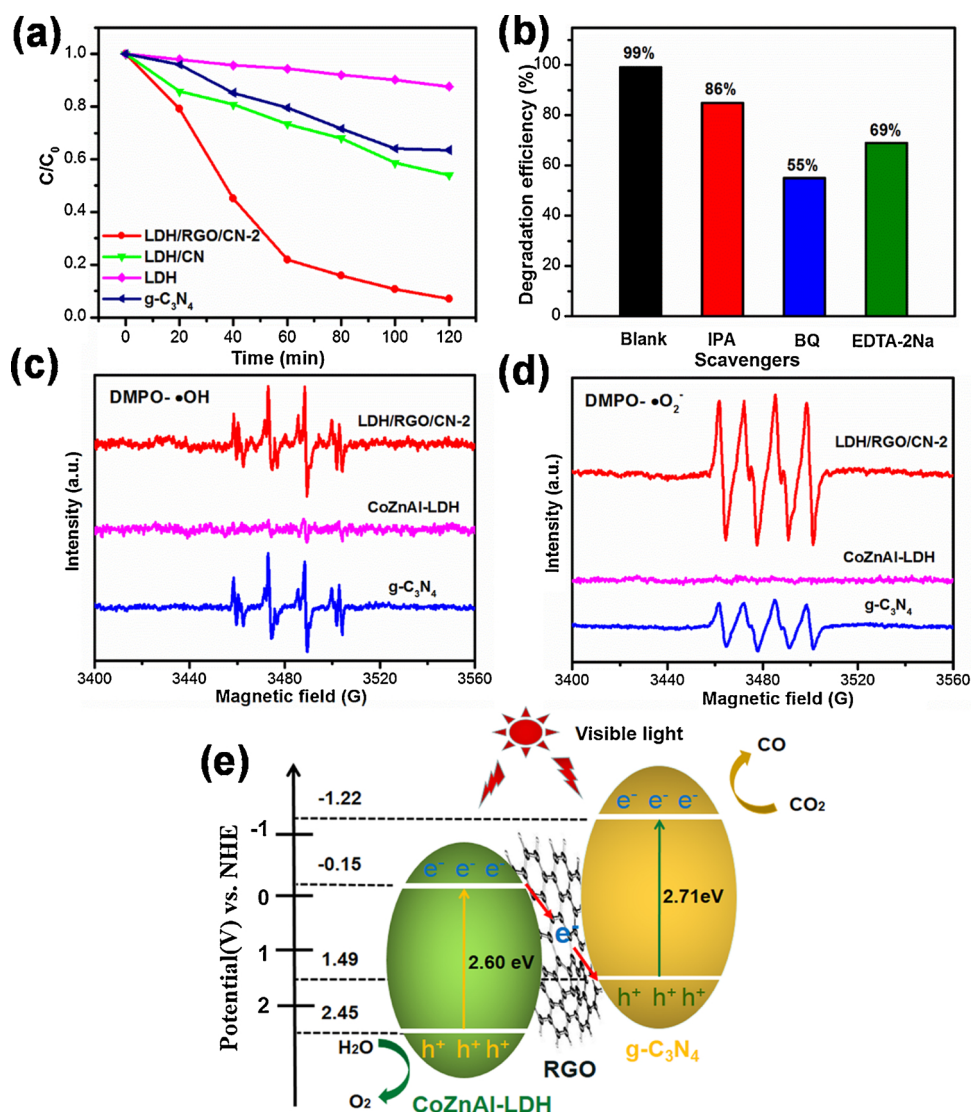 (a)
1.0
0.8
0.6
0.4
0.2
0.0
C/C₀
LDH/RGO/CN-2
LDH/CN
LDH
g-C₃N₄
0 20 40 60 80 100 120
Time (min)
(b)
100
80
60
40
20
0
Degradation efficiency (%)
99%
86%
55%
69%
Blank IPA BQ EDTA-2Na
Scavengers
(c)
DMPO- •OH
LDH/RGO/CN-2
CoZnAl-LDH
g-C₃N₄
Intensity (a.u.)
3400 3440 3480 3520 3560
Magnetic field (G)
(d)
DMPO- •O₂⁻
LDH/RGO/CN-2
CoZnAl-LDH
g-C₃N₄
Intensity (a.u.)
3400 3440 3480 3520 3560
Magnetic field (G)
(e)
Visible light
CO
CO₂
Potential(V) vs. NHE
-1
0
1
2
-1.22
-0.15
1.49
2.45
e⁻ e⁻ e⁻
e⁻ e⁻ e⁻
e⁻
2.60 eV
2.71eV
h⁺ h⁺ h⁺
h⁺ h⁺ h⁺
H₂O
O₂
RGO
g-C₃N₄
CoZnAl-LDH